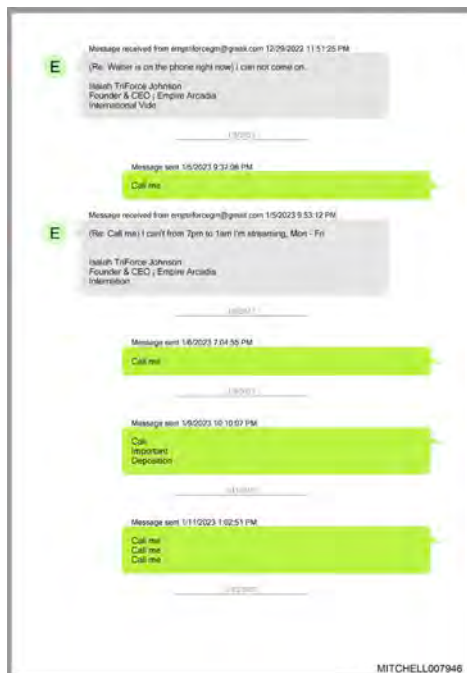 Message received from emptriforcegm@gmail.com 12/29/2022 11:51:25 PM
E
(Re: Walter is on the phone right now) I can not come on.
Isaiah TriForce Johnson
Founder & CEO ¦ Empire Arcadia
International Vide
Message sent 1/5/2023 9:37:06 PM
Call me
Message received from emptriforcegm@gmail.com 1/5/2023 9:53:12 PM
E
(Re: Call me) I can't from 7pm to 1am I'm streaming, Mon - Fri
Isaiah TriForce Johnson
Founder & CEO ¦ Empire Arcadia
Internation
Message sent 1/6/2023 7:04:55 PM
Call me
Message sent 1/9/2023 10:10:07 PM
Call
Important
Deposition
Message sent 1/11/2023 1:02:51 PM
Call me
Call me
Call me
MITCHELL007946